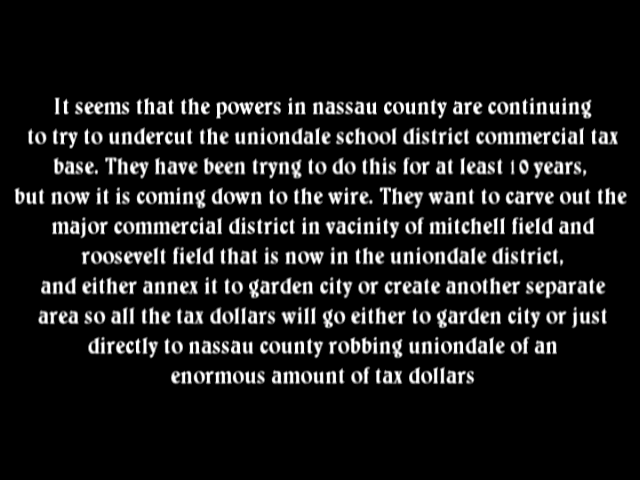 It seems that the powers in nassau county are continuing
to try to undercut the uniondale school district commercial tax
base. They have been tryng to do this for at least 10 years,
but now it is coming down to the wire. They want to carve out the
major commercial district in vacinity of mitchell field and
roosevelt field that is now in the uniondale district,
and either annex it to garden city or create another separate
area so all the tax dollars will go either to garden city or just
directly to nassau county robbing uniondale of an
enormous amount of tax dollars